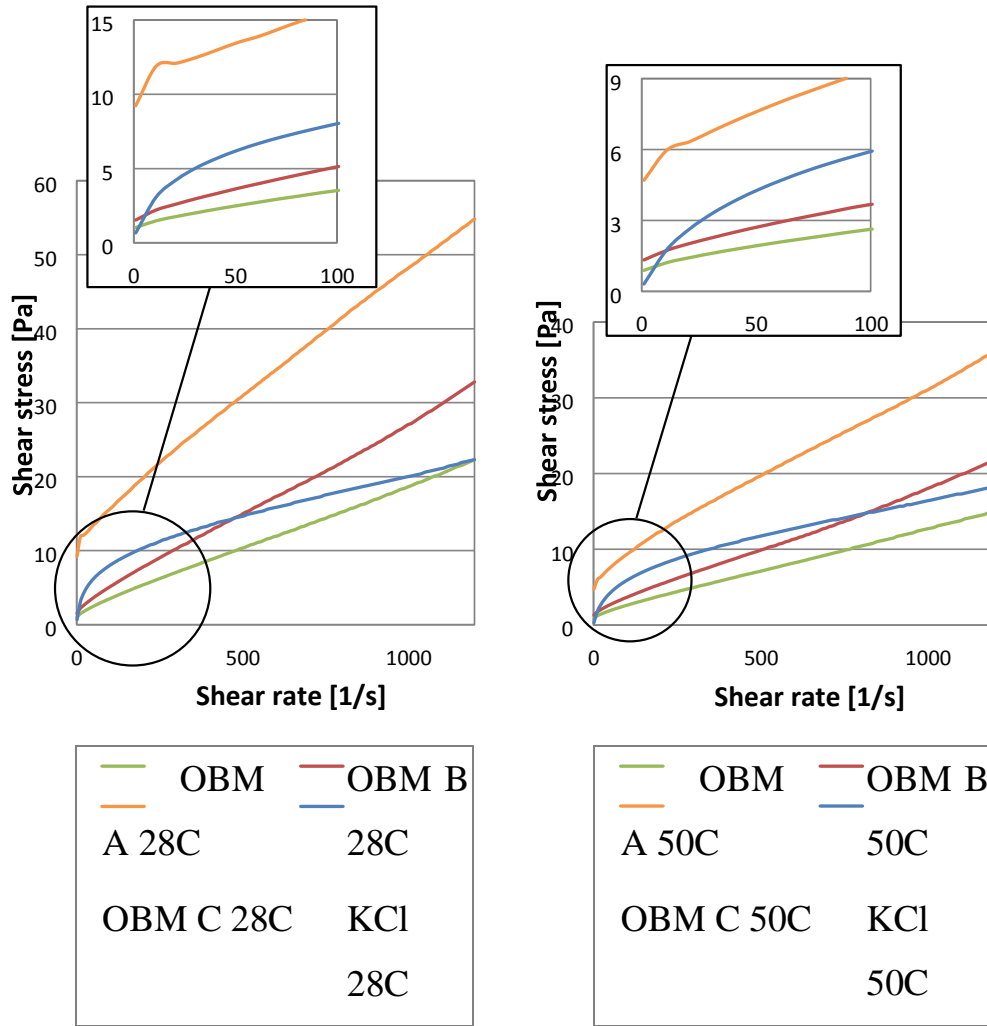 15
10
5
0
0 50 100
60
50
40
30
20
10
0
0 500 1000
Shear stress [Pa]
Shear rate [1/s]
OBM OBM B
A 28C 28C
OBM C 28C KCl
28C
9
6
3
0
0 50 100
40
30
20
10
0
0 500 1000
Shear stress [Pa]
Shear rate [1/s]
OBM OBM B
A 50C 50C
OBM C 50C KCl
50C